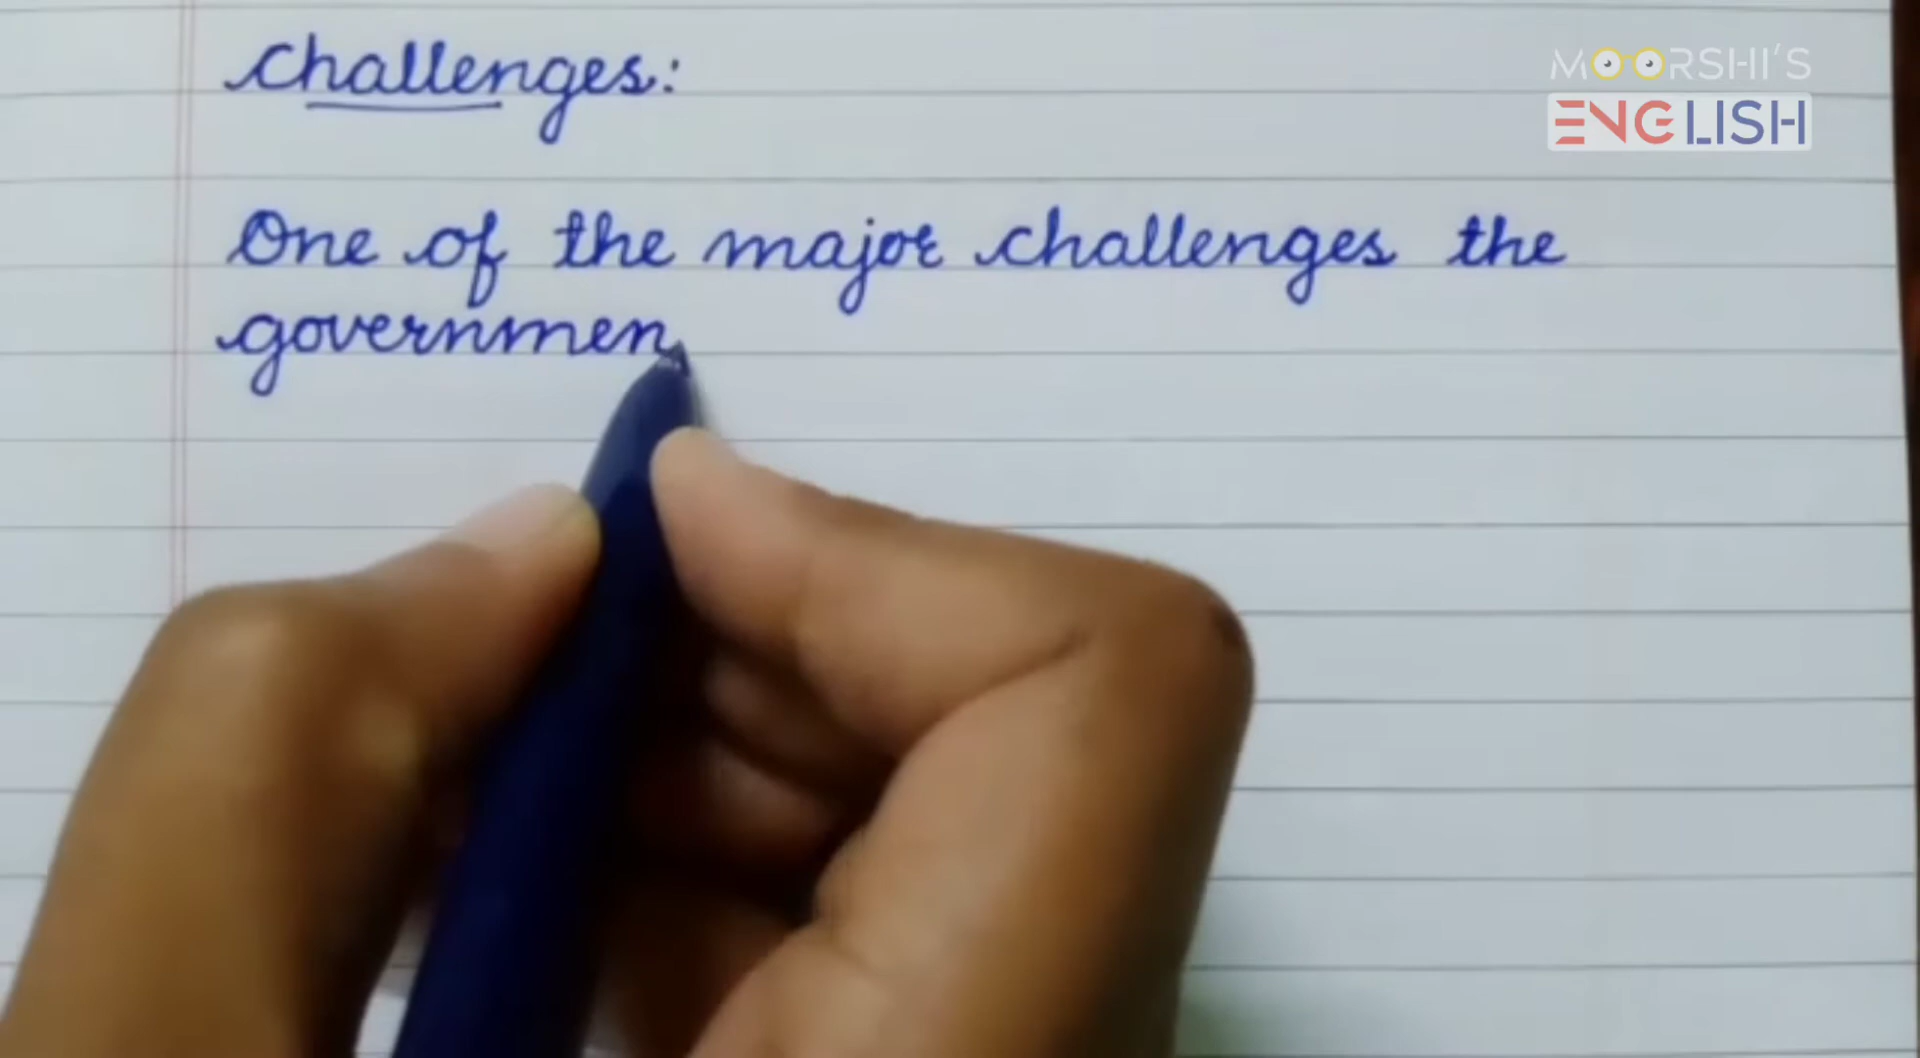 Challenges:
One of the major challenges the
governmen
MOORSHI'S
ENGLISH